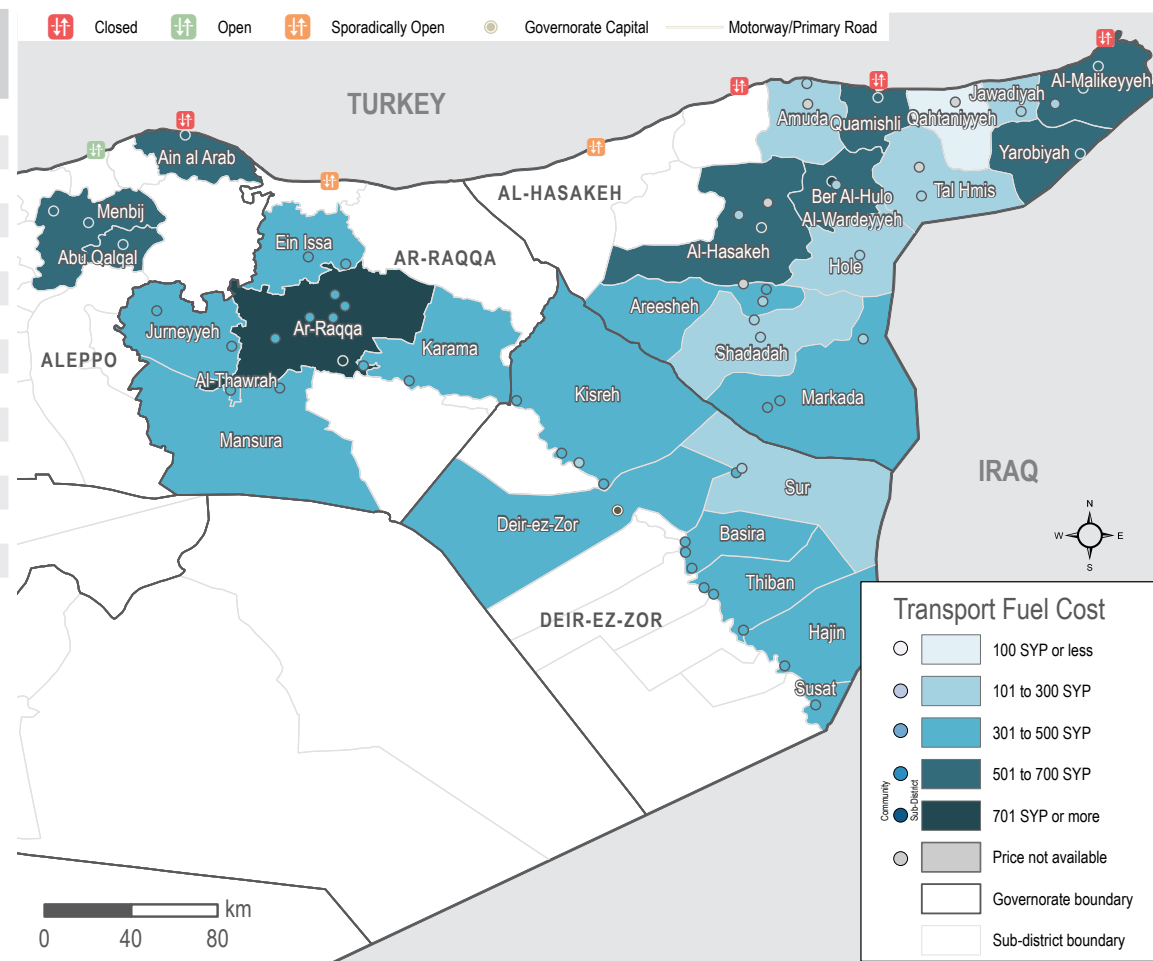 Closed
Open
Sporadically Open
Governorate Capital
Motorway/Primary Road
TURKEY
Al-Malikeyyeh
Jawadiyah
Amuda
Quamishli
Qahtaniyyeh
Ain al Arab
Yarobiyah
AL-HASAKEH
Ber Al-Hulo
Al-Wardeyyeh
Tal Hmis
Menbij
Abu Qalqal
Ein Issa
AR-RAQQA
Al-Hasakeh
Hole
Areesheh
Jurneyyeh
Ar-Raqqa
Karama
Shadadah
ALEPPO
Al-Thawrah
Kisreh
Markada
Mansura
IRAQ
Sur
N
W
E
S
Deir-ez-Zor
Basira
Thiban
DEIR-EZ-ZOR
Hajin
Susat
Transport Fuel Cost
100 SYP or less
101 to 300 SYP
301 to 500 SYP
501 to 700 SYP
701 SYP or more
Community
Sub-District
Price not available
Governorate boundary
Sub-district boundary
km
0 40 80